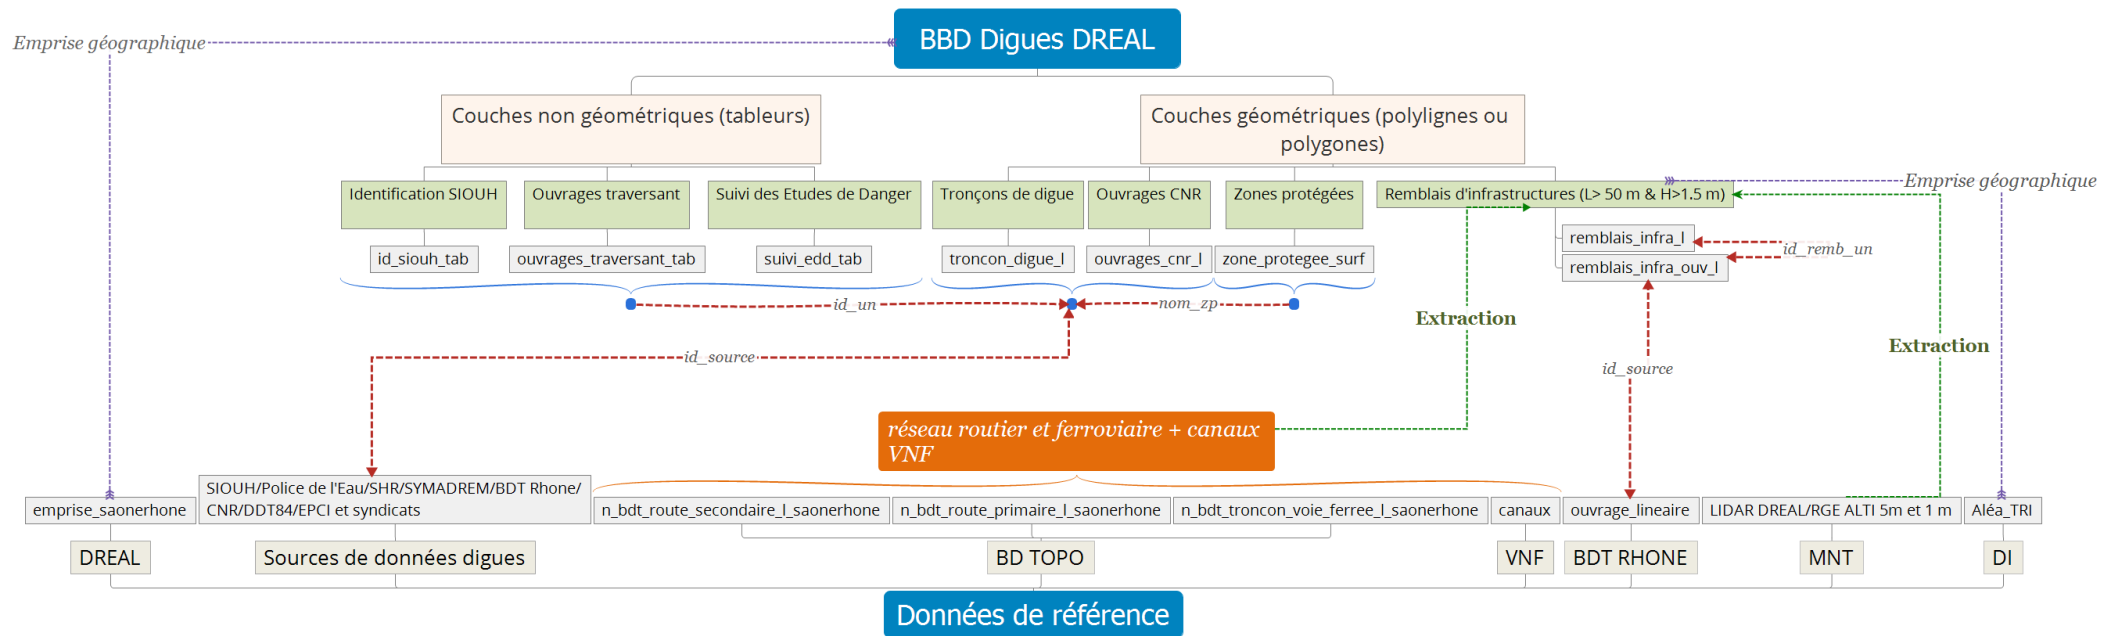 BBD Digues DREAL
Emprise géographique
Couches non géométriques (tableurs)
Couches géométriques (polylignes ou
polygones)
Identification SIOUH
Ouvrages traversant
Suivi des Etudes de Danger
Tronçons de digue
Ouvrages CNR
Zones protégées
Remblais d'infrastructures (L> 50 m & H>1.5 m)
Emprise géographique
id_siouh_tab
ouvrages_traversant_tab
suivi_edd_tab
troncon_digue_l
ouvrages_cnr_l
zone_protegee_surf
remblais_infra_l
remblais_infra_ouv_l
id_remb_un
id_un
nom_zp
Extraction
Extraction
id_source
id_source
réseau routier et ferroviaire + canaux
VNF
emprise_saonerhone
SIOUH/Police de l'Eau/SHR/SYMADREM/BDT Rhone/
CNR/DDT84/EPCI et syndicats
n_bdt_route_secondaire_l_saonerhone
n_bdt_route_primaire_l_saonerhone
n_bdt_troncon_voie_ferree_l_saonerhone
canaux
ouvrage_lineaire
LIDAR DREAL/RGE ALTI 5m et 1 m
Aléa_TRI
DREAL
Sources de données digues
BD TOPO
VNF
BDT RHONE
MNT
DI
Données de référence